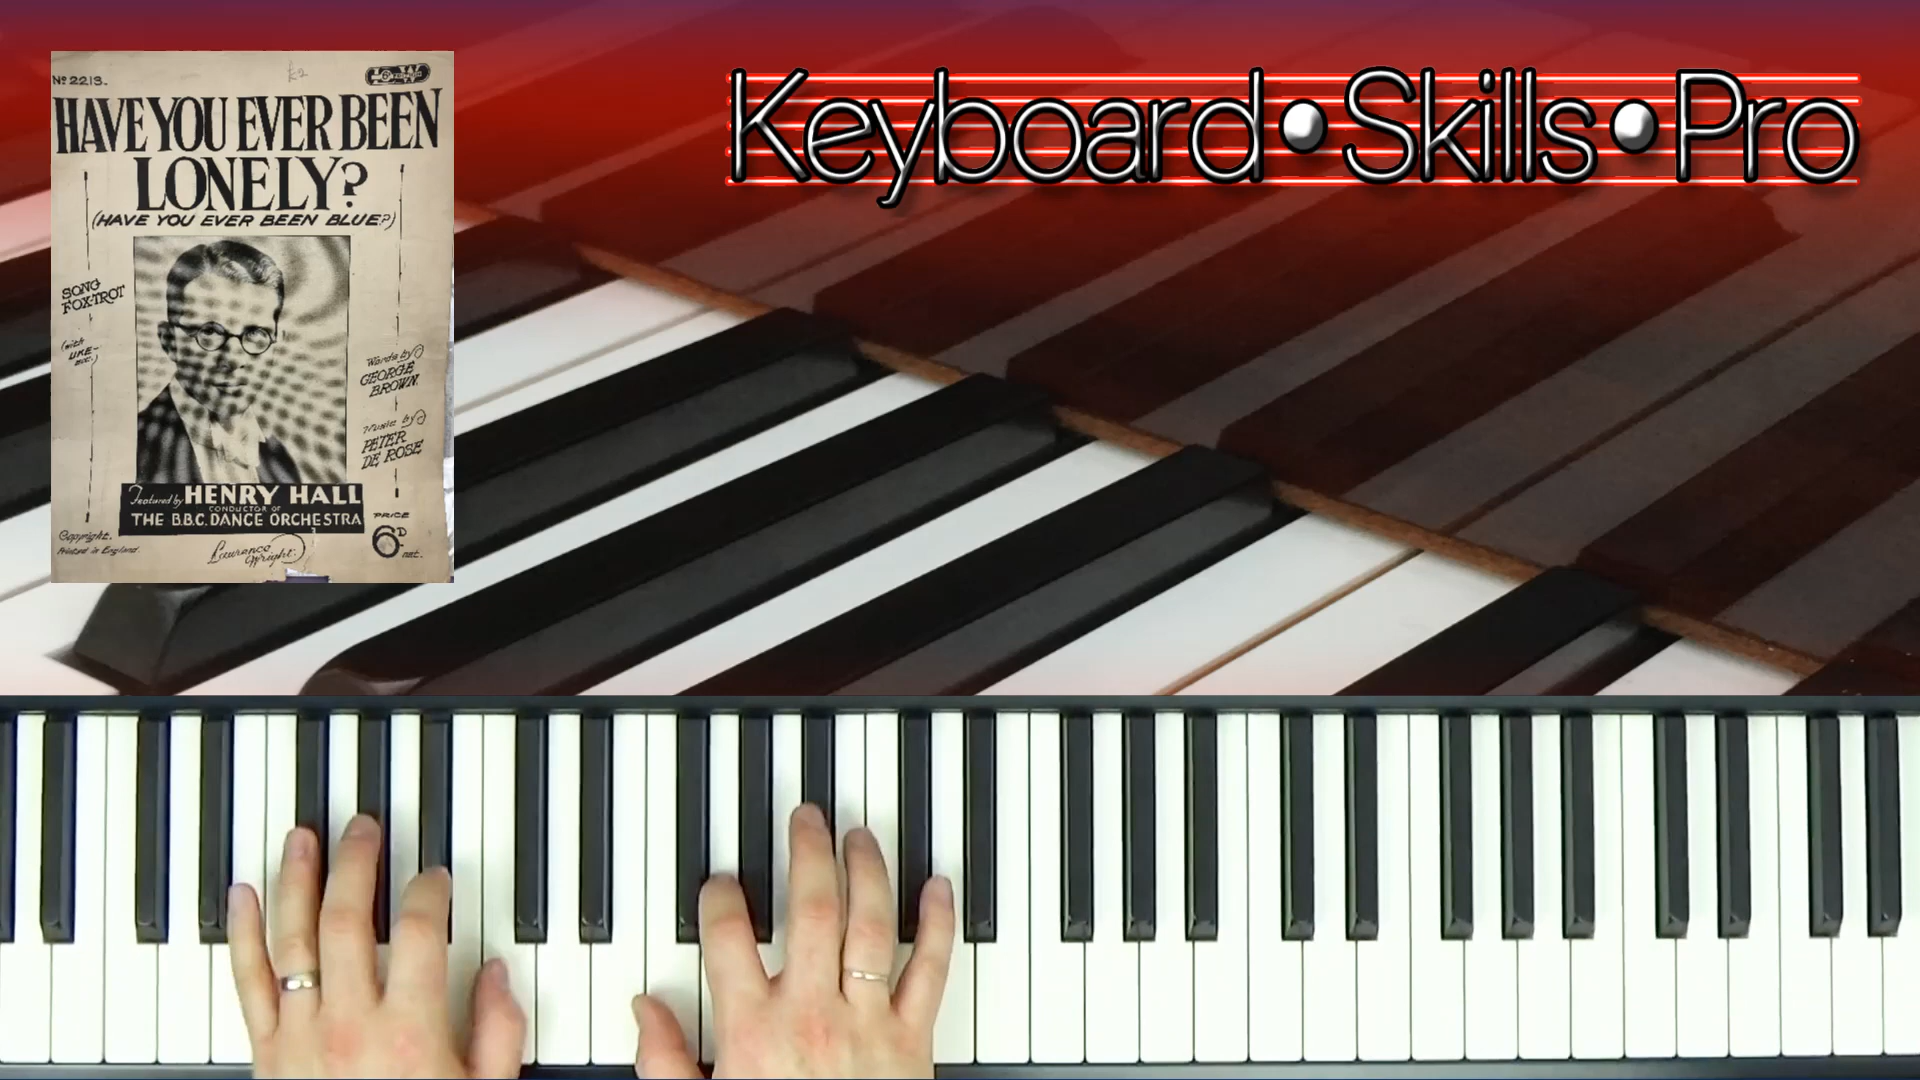 Nº 2213.
HAVE YOU EVER BEEN
LONELY?
(HAVE YOU EVER BEEN BLUE?)
SONG
FOX-TROT
(with
UKE-
Words by
GEORGE
BROWN.
Music by
PETER
DE ROSE
Featured by HENRY HALL
CONDUCTOR OF
THE B.B.C. DANCE ORCHESTRA
PRICE
6D
net.
Copyright.
Printed in England.
Lawrence
Wright
Keyboard•Skills•Pro